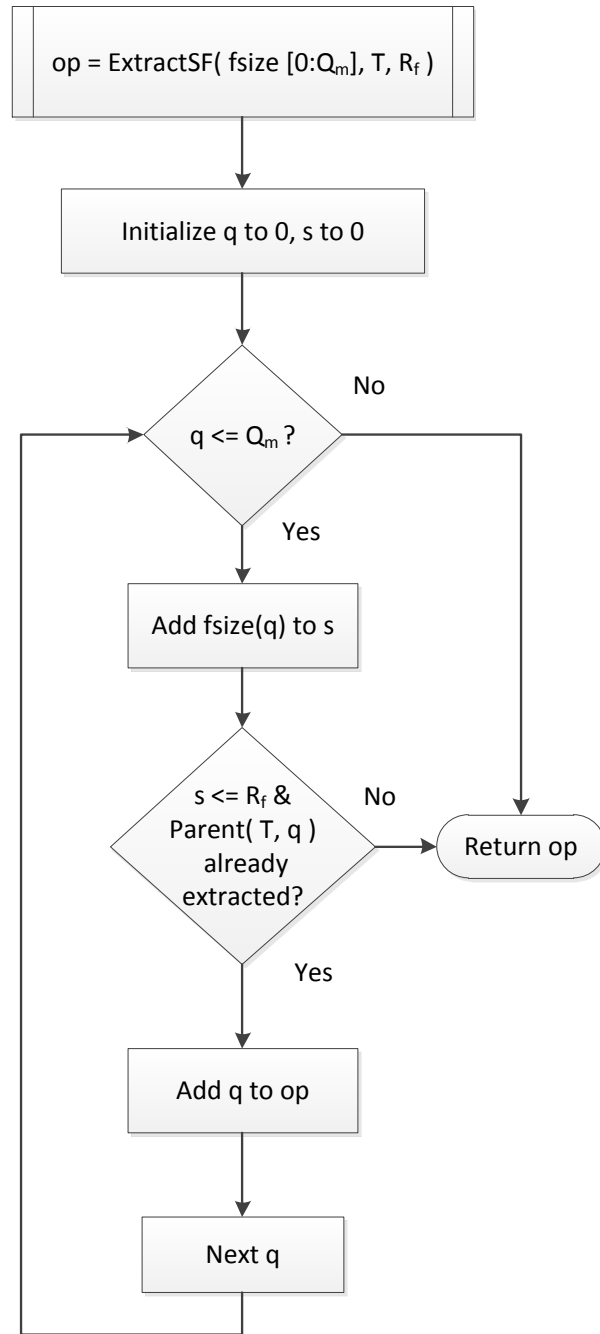 op = ExtractSF( fsize [0:Qm], T, Rf )
Initialize q to 0, s to 0
No
q <= Qm ?
Yes
Add fsize(q) to s
s <= Rf &
Parent( T, q )
already
extracted?
No
Return op
Yes
Add q to op
Next q